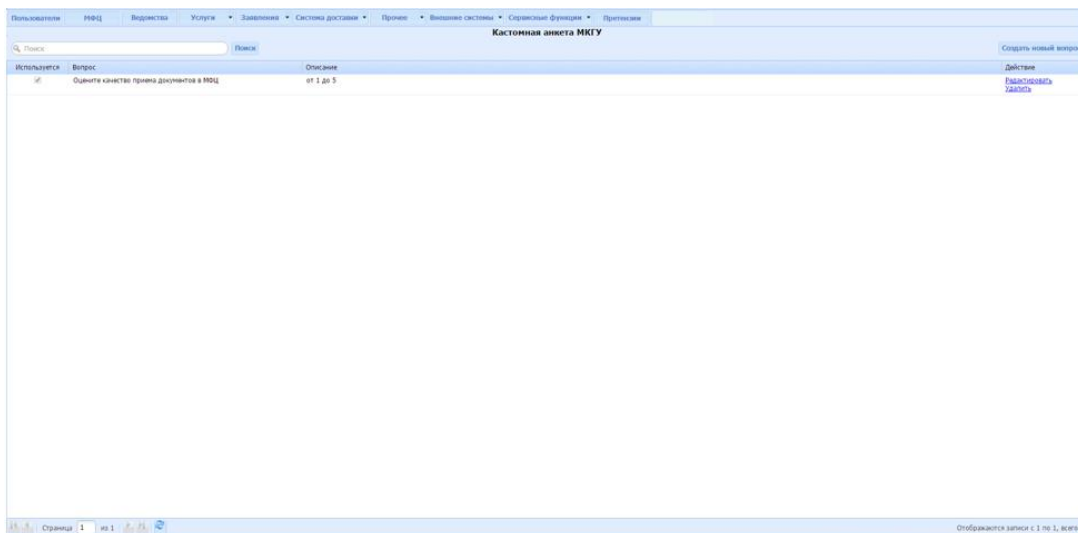 Пользователи МФЦ Ведомства Услуги Заявления Система доставки Прочее Внешние системы Сервисные функции Претензии
Кастомная анкета МКГУ
Поиск Поиск Создать новый вопро
Используется Вопрос Описание Действие
Оцените качество приема документов в МФЦ от 1 до 5 Редактировать
Удалить
Страница 1 из 1 Отображаются записи с 1 по 1, всего